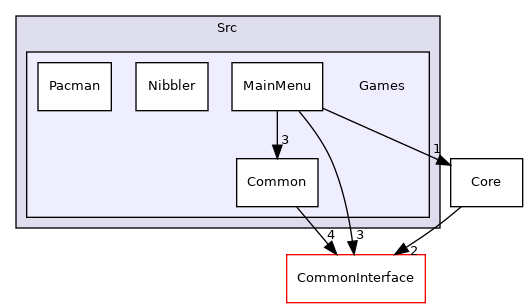 Src
Pacman
Nibbler
MainMenu
Games
3
1
Common
Core
4
3
2
CommonInterface